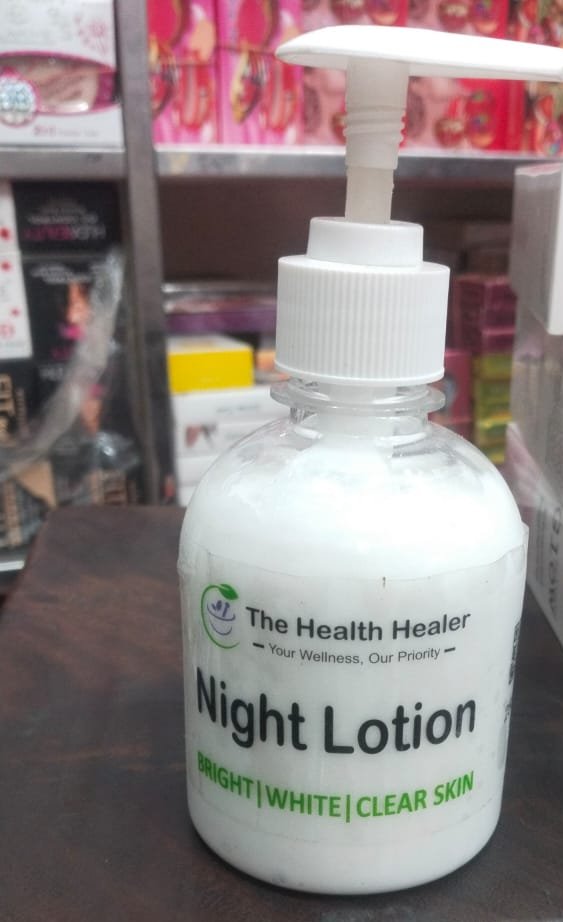 The Health Healer
Your Wellness, Our Priority
Night Lotion
BRIGHT|WHITE|CLEAR SKIN